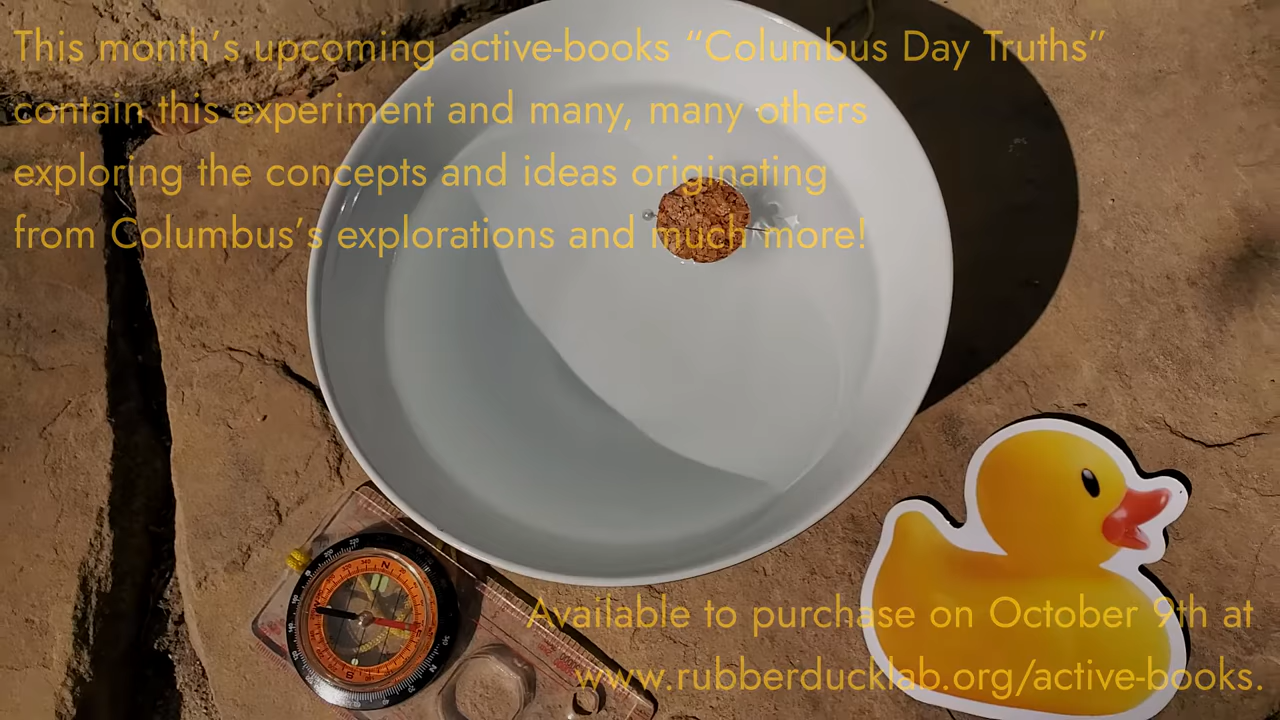 This month’s upcoming active-books “Columbus Day Truths”
contain this experiment and many, many others
exploring the concepts and ideas originating
from Columbus’s explorations and much more!
N
S
Available to purchase on October 9th at
www.rubberducklab.org/active-books.